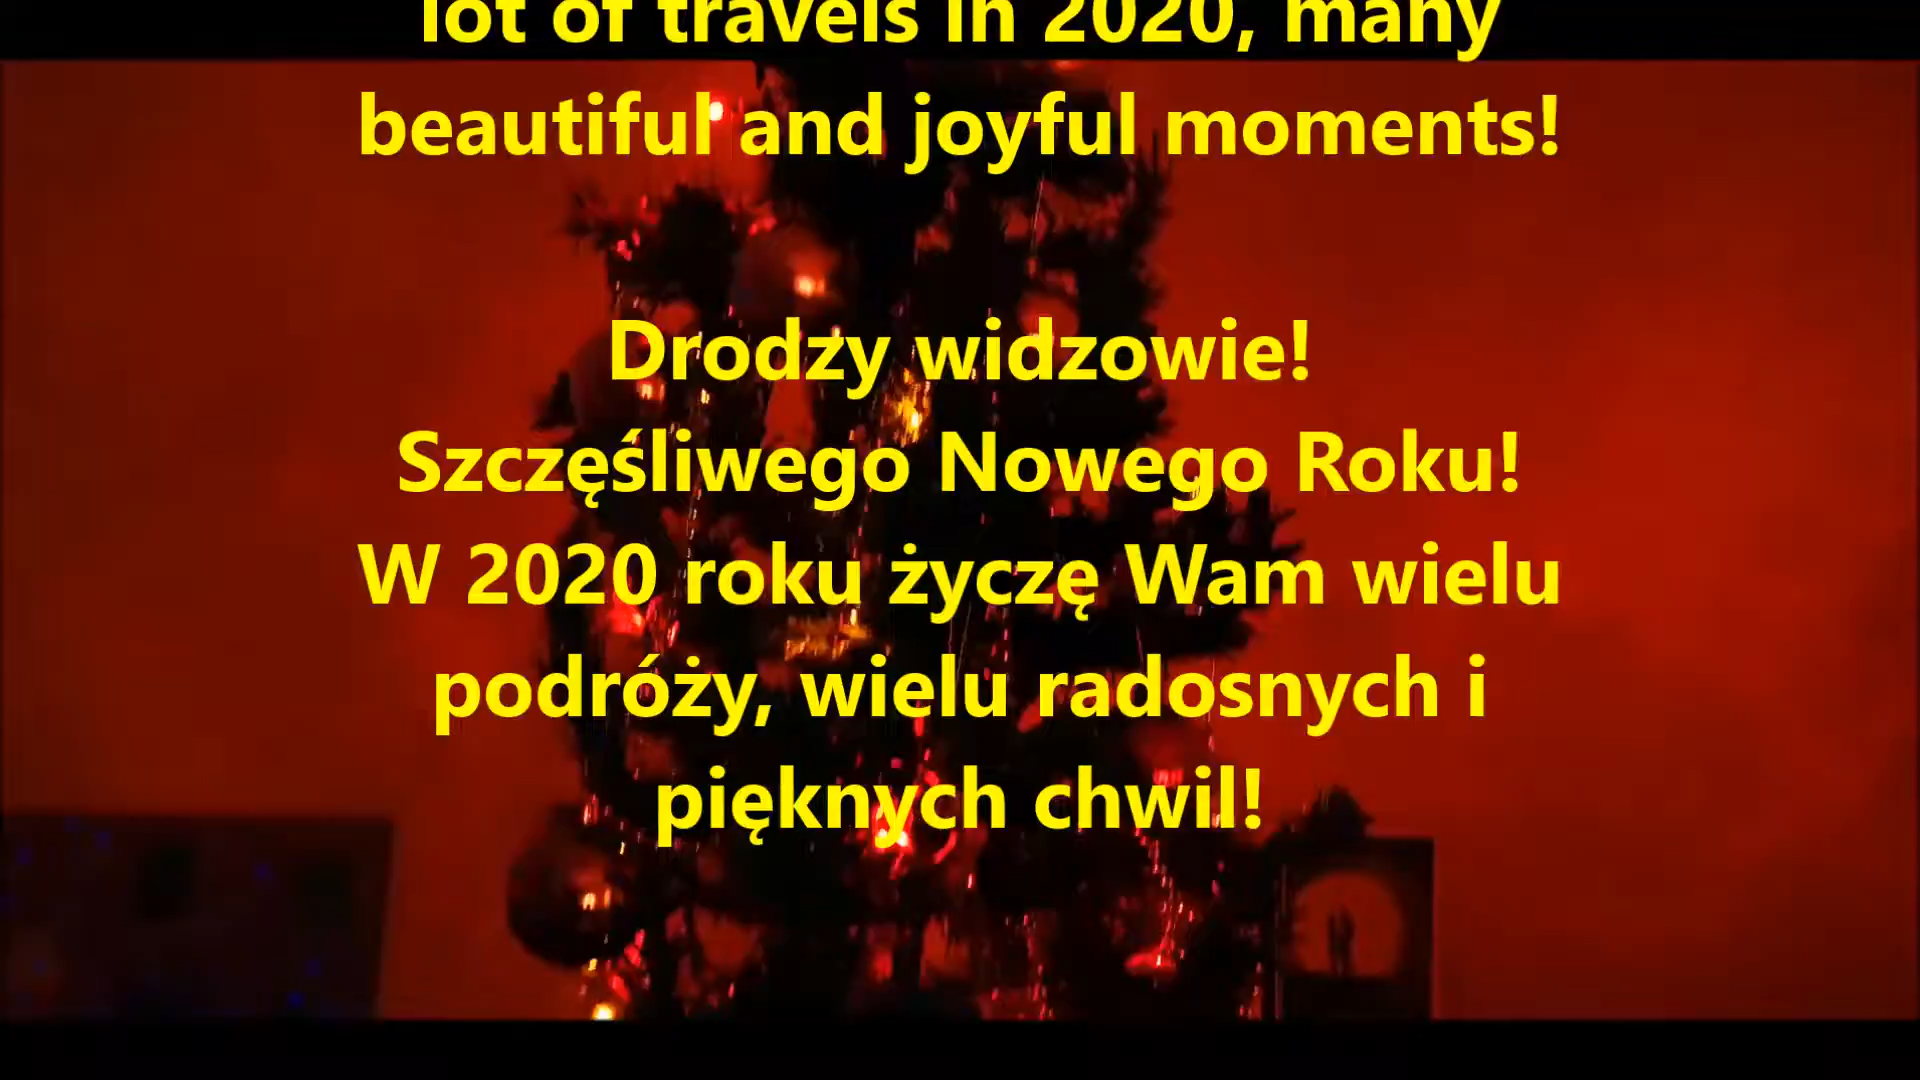 lot of travels in 2020, many
beautiful and joyful moments!
Drodzy widzowie!
Szczęśliwego Nowego Roku!
W 2020 roku życzę Wam wielu
podróży, wielu radosnych i
pięknych chwil!